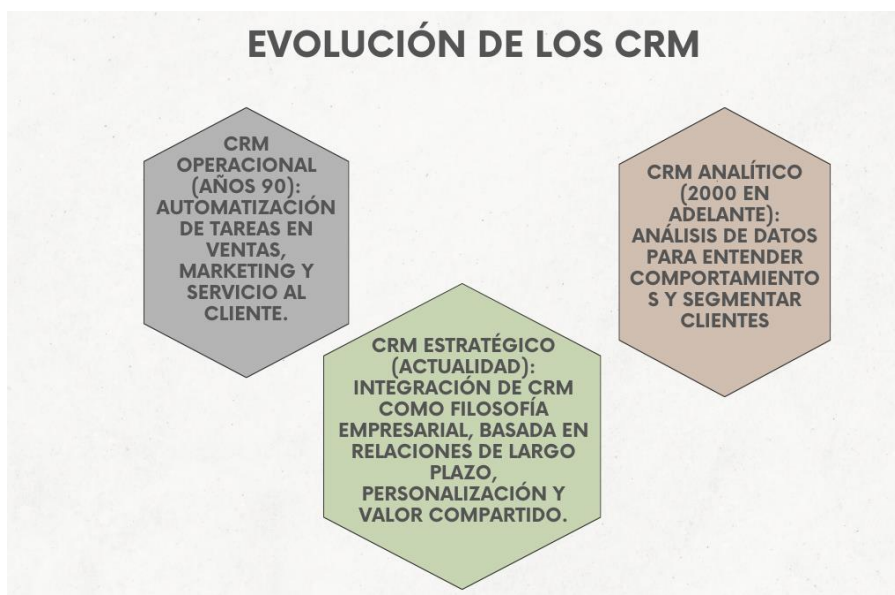 EVOLUCIÓN DE LOS CRM
CRM
OPERACIONAL
(AÑOS 90):
AUTOMATIZACIÓN
DE TAREAS EN
VENTAS,
MARKETING Y
SERVICIO AL
CLIENTE.
CRM ANALÍTICO
(2000 EN
ADELANTE):
ANÁLISIS DE DATOS
PARA ENTENDER
COMPORTAMIENTO
S Y SEGMENTAR
CLIENTES
CRM ESTRATÉGICO
(ACTUALIDAD):
INTEGRACIÓN DE CRM
COMO FILOSOFÍA
EMPRESARIAL, BASADA EN
RELACIONES DE LARGO
PLAZO,
PERSONALIZACIÓN Y
VALOR COMPARTIDO.